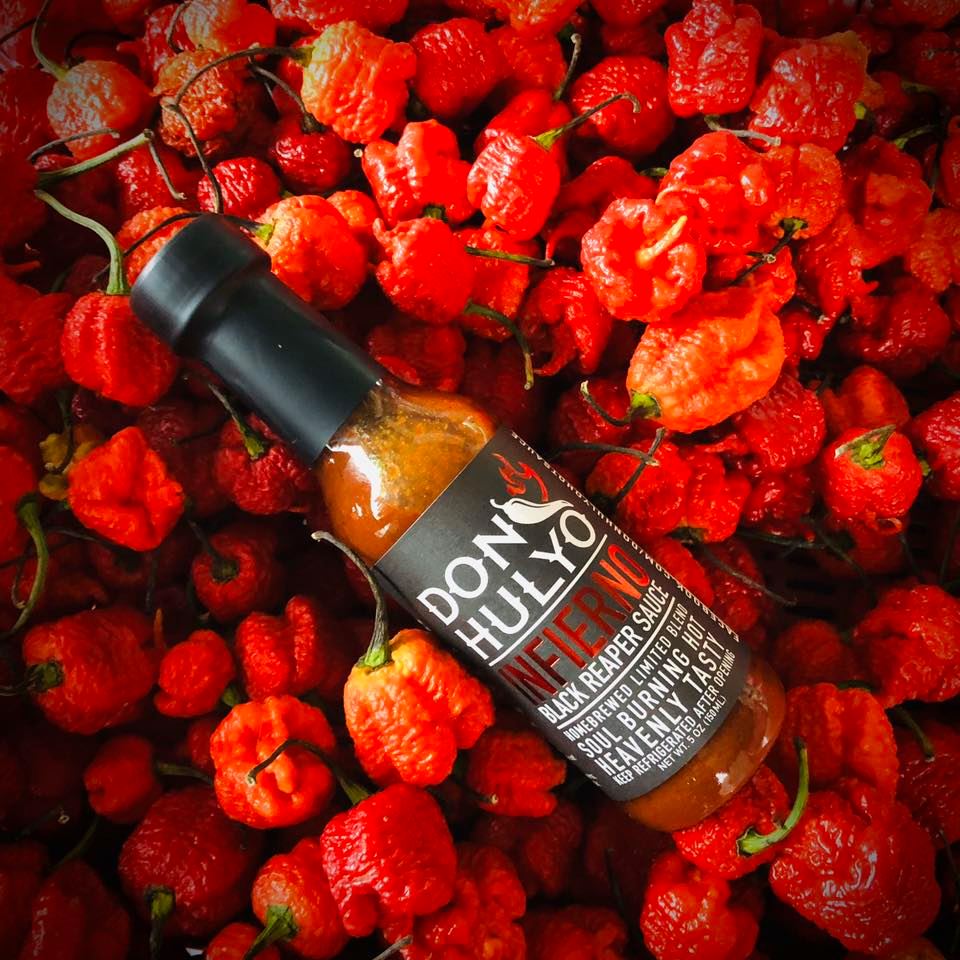 DON
HULYO
INFIERNO
BLACK REAPER SAUCE
HOMEBREWED LIMITED BLEND
SOUL BURNING HOT
HEAVENLY TASTY
KEEP REFRIGERATED AFTER OPENING
NET WT. 5 OZ (150ML)